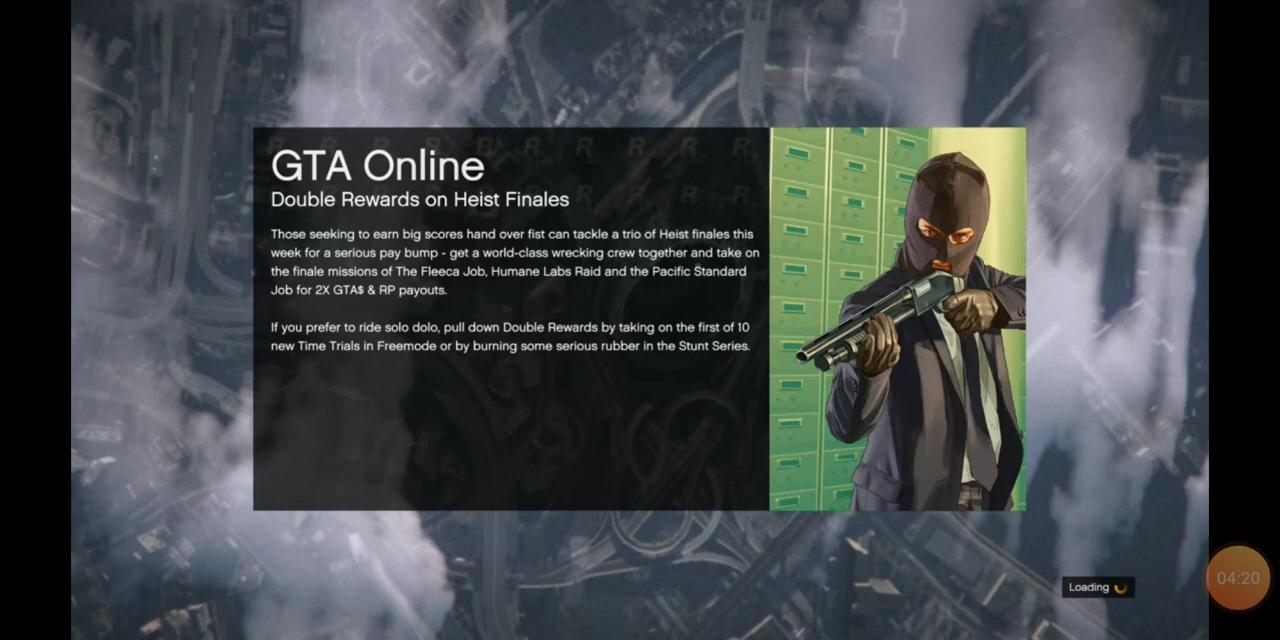 GTA Online
Double Rewards on Heist Finales
Those seeking to earn big scores hand over fist can tackle a trio of Heist finales this
week for a serious pay bump - get a world-class wrecking crew together and take on
the finale missions of The Fleeca Job, Humane Labs Raid and the Pacific Standard
Job for 2X GTA$ & RP payouts.
If you prefer to ride solo dolo, pull down Double Rewards by taking on the first of 10
new Time Trials in Freemode or by burning some serious rubber in the Stunt Series.
Loading
04:20